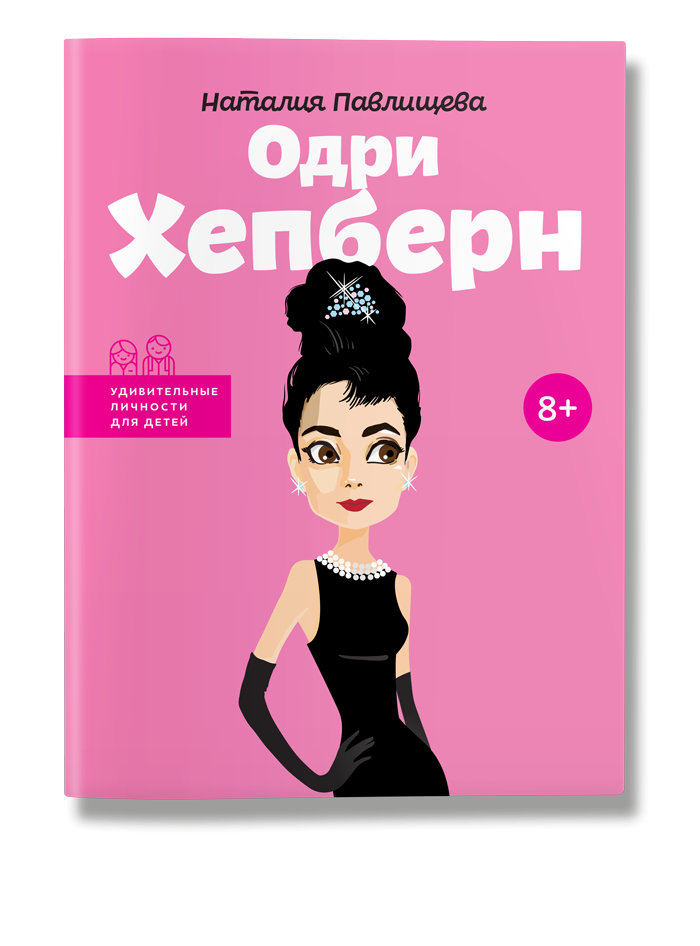 Наталия Павлищева
Одри
Хепберн
УДИВИТЕЛЬНЫЕ
ЛИЧНОСТИ
ДЛЯ ДЕТЕЙ
8+